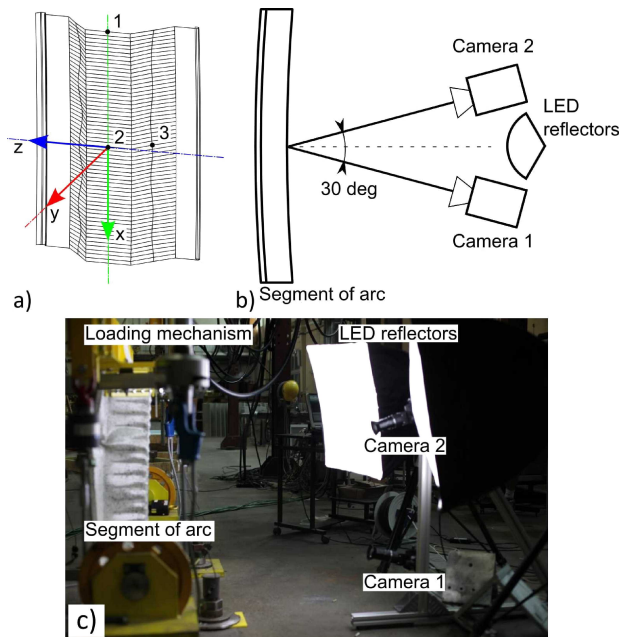 1
2
3
z
y
x
a)
Camera 2
LED
reflectors
30 deg
Camera 1
b)
Segment of arc
Loading mechanism
LED reflectors
Camera 2
Segment of arc
Camera 1
c)